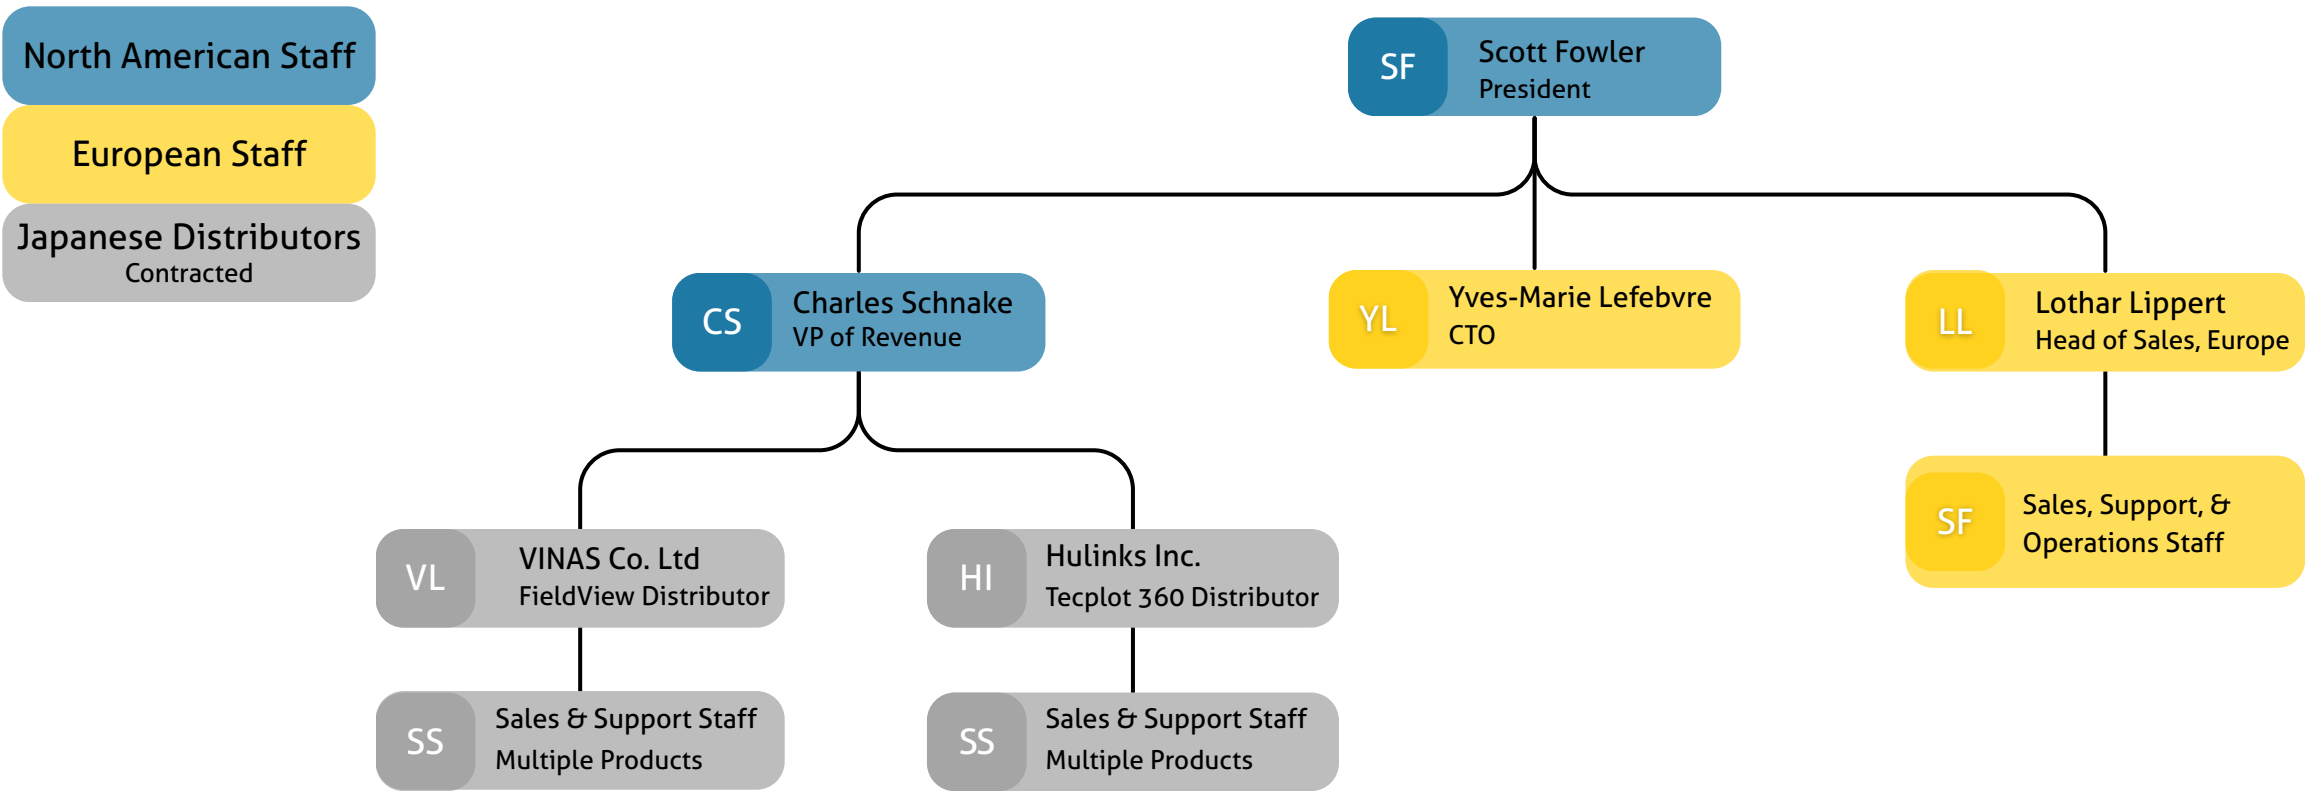 North American Staff
European Staff
Japanese Distributors
Contracted
SF
Scott Fowler
President
CS
Charles Schnake
VP of Revenue
YL
Yves-Marie Lefebvre
CTO
LL
Lothar Lippert
Head of Sales, Europe
VL
VINAS Co. Ltd
FieldView Distributor
HI
Hulinks Inc.
Tecplot 360 Distributor
SF
Sales, Support, &
Operations Staff
SS
Sales & Support Staff
Multiple Products
SS
Sales & Support Staff
Multiple Products